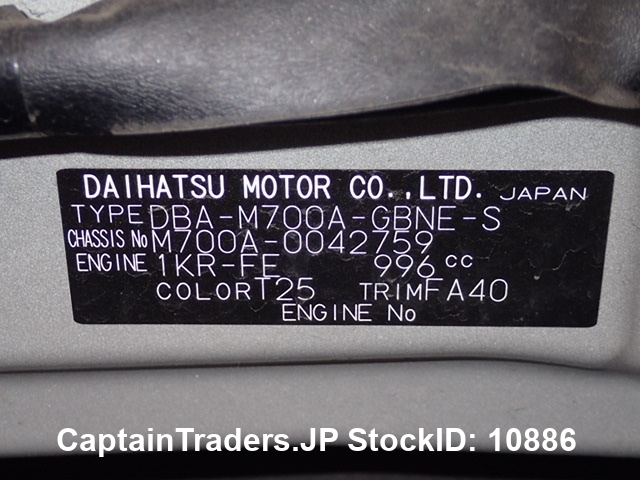 DAIHATSU MOTOR CO.,LTD. JAPAN
TYPE DBA-M700A-GBNE-S
CHASSIS No M700A-0042759
ENGINE 1KR-FE 996 cc
COLOR T25 TRIM FA40
ENGINE No
CaptainTraders.JP StockID: 10886